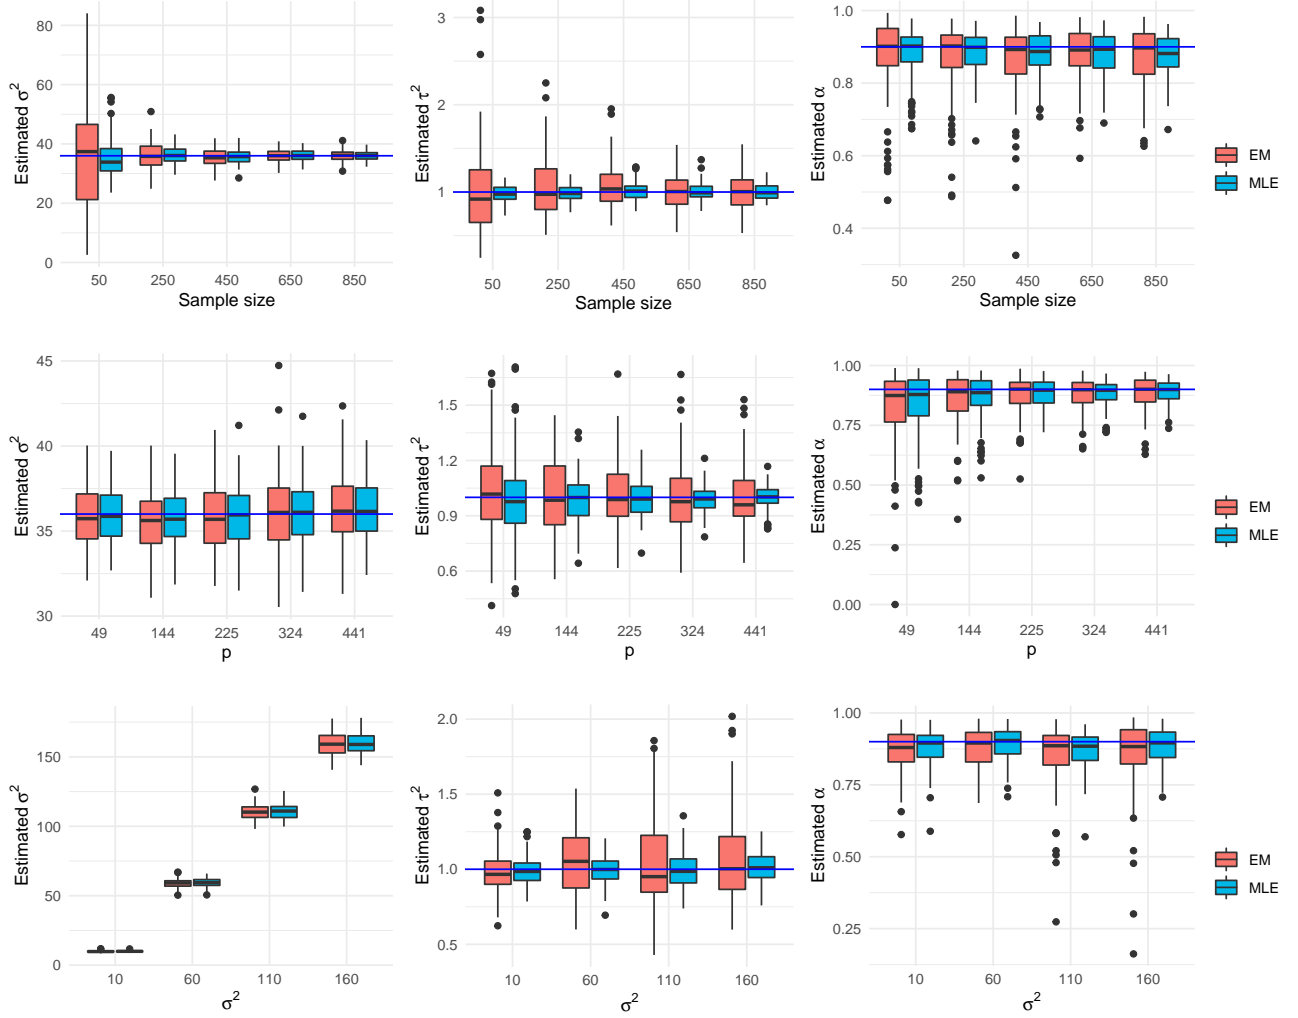 Estimated σ²
80
60
40
20
0
50 250 450 650 850
Sample size
Estimated τ²
3
2
1
50 250 450 650 850
Sample size
Estimated α
1.0
0.8
0.6
0.4
50 250 450 650 850
Sample size
EM
MLE
Estimated σ²
45
40
35
30
49 144 225 324 441
p
Estimated τ²
1.5
1.2
0.9
0.6
49 144 225 324 441
p
Estimated α
1.00
0.75
0.50
0.25
0.00
49 144 225 324 441
p
EM
MLE
Estimated σ²
150
100
50
0
10 60 110 160
σ²
Estimated τ²
2.0
1.5
1.0
0.5
10 60 110 160
σ²
Estimated α
1.00
0.75
0.50
0.25
10 60 110 160
σ²
EM
MLE